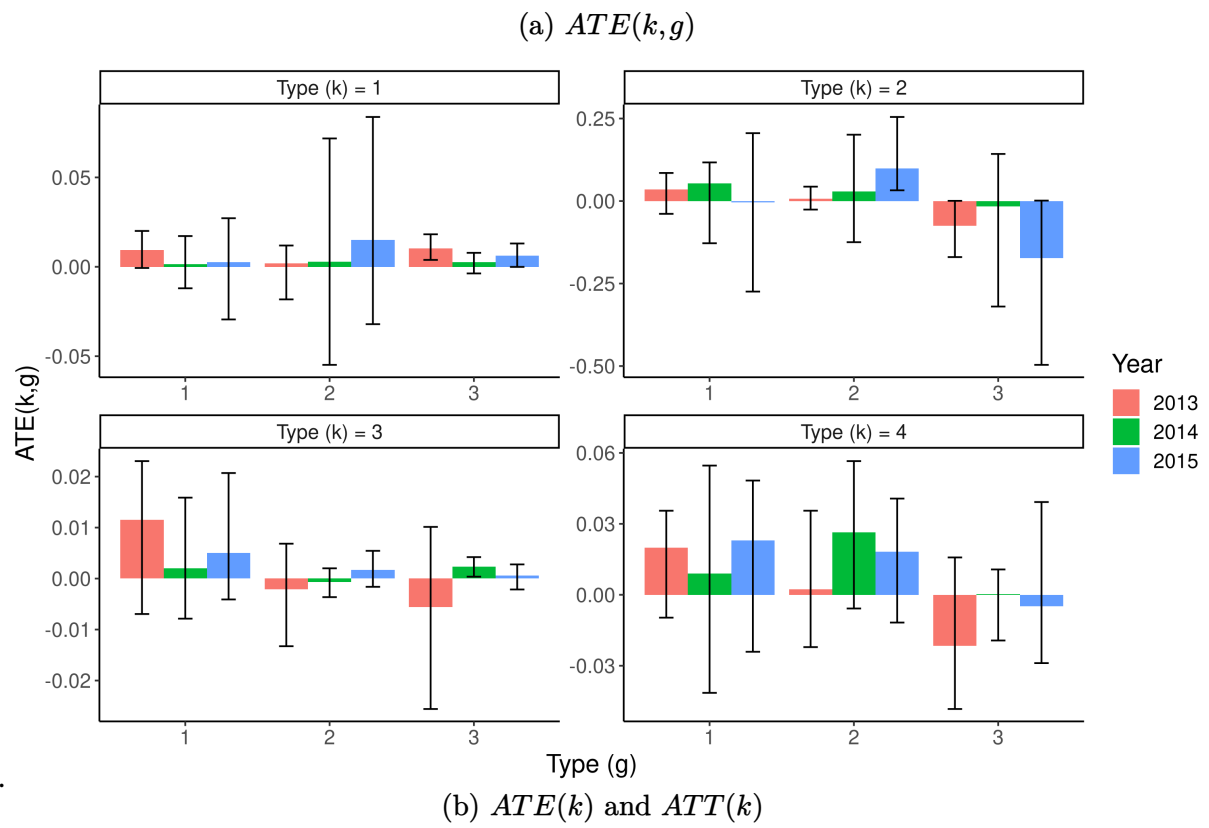 (a) ATE(k, g)
Type (k) = 1
Type (k) = 2
0.05
0.00
-0.05
1 2 3
0.25
0.00
-0.25
-0.50
1 2 3
ATE(k,g)
Type (k) = 3
Type (k) = 4
0.02
0.01
0.00
-0.01
-0.02
1 2 3
0.06
0.03
0.00
-0.03
1 2 3
Type (g)
Year
2013
2014
2015
.
(b) ATE(k) and ATT(k)